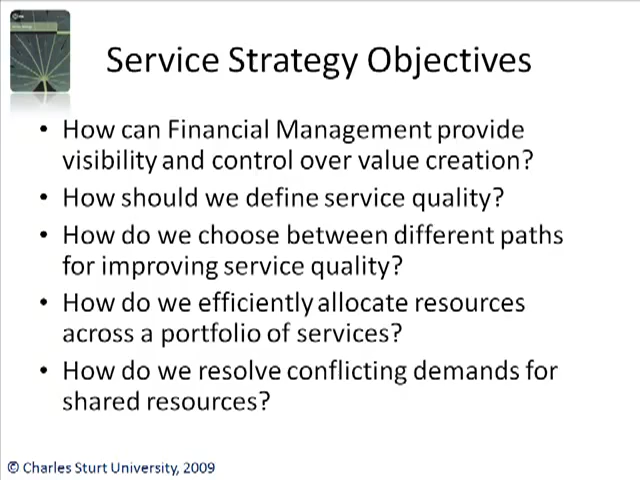 Service Strategy Objectives
• How can Financial Management provide
visibility and control over value creation?
• How should we define service quality?
• How do we choose between different paths
for improving service quality?
• How do we efficiently allocate resources
across a portfolio of services?
• How do we resolve conflicting demands for
shared resources?
© Charles Sturt University, 2009